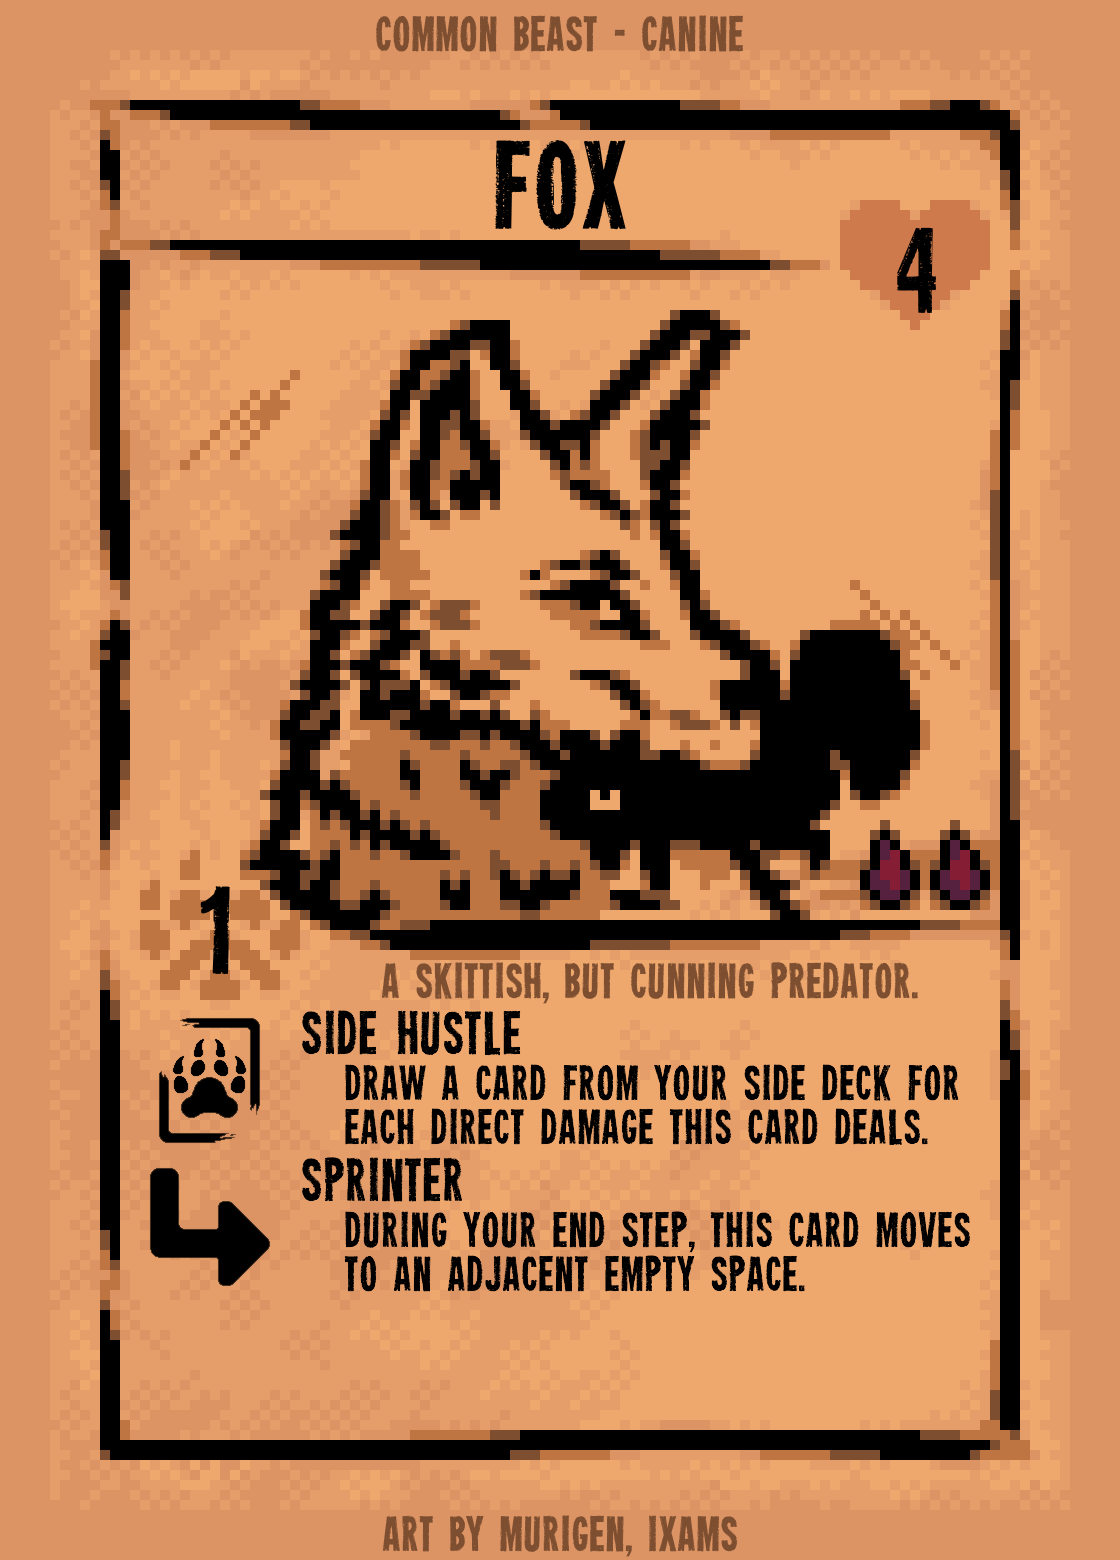 COMMON BEAST - CANINE
FOX
4
1
A SKITTISH, BUT CUNNING PREDATOR.
SIDE HUSTLE
DRAW A CARD FROM YOUR SIDE DECK FOR
EACH DIRECT DAMAGE THIS CARD DEALS.
SPRINTER
DURING YOUR END STEP, THIS CARD MOVES
TO AN ADJACENT EMPTY SPACE.
ART BY MURIGEN, IXAMS